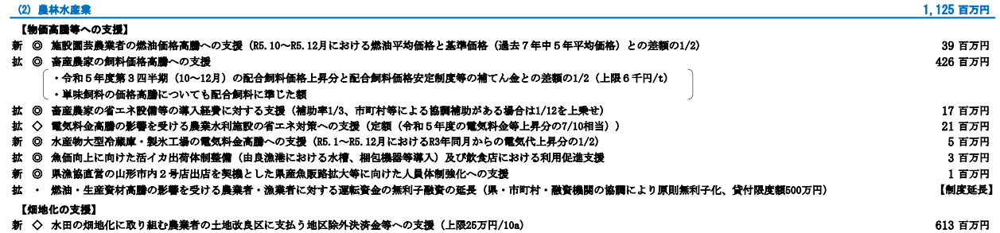 (2) 農林水産業 1,125 百万円
【物価高騰等への支援】
新 ◎ 施設園芸農業者の燃油価格高騰への支援（R5.10～R5.12月における燃油平均価格と基準価格（過去７年中５年平均価格）との差額の1/2） 39 百万円
拡 ◎ 畜産農家の飼料価格高騰への支援 426 百万円
・令和５年度第３四半期（10～12月）の配合飼料価格上昇分と配合飼料価格安定制度等の補てん金との差額の1/2（上限６千円/t）
・単味飼料の価格高騰についても配合飼料に準じた額
拡 ◎ 畜産農家の省エネ設備等の導入経費に対する支援（補助率1/3、市町村等による協調補助がある場合は1/12を上乗せ） 17 百万円
拡 ◇ 電気料金高騰の影響を受ける農業水利施設の省エネ対策への支援（定額（令和５年度の電気料金等上昇分の7/10相当）） 21 百万円
新 ◎ 水産物大型冷蔵庫・製氷工場の電気料金高騰への支援（R5.1～R5.12月におけるR3年同月からの電気代上昇分の1/2） 5 百万円
拡 ◎ 魚価向上に向けた活イカ出荷体制整備（由良漁港における水槽、梱包機器等導入）及び飲食店における利用促進支援 3 百万円
新 ◎ 県漁協直営の山形市内２号店出店を契機とした県産魚販路拡大等に向けた人員体制強化への支援 1 百万円
拡 ・ 燃油・生産資材高騰の影響を受ける農業者・漁業者に対する運転資金の無利子融資の延長（県・市町村・融資機関の協調により原則無利子化、貸付限度額500万円） 【制度延長】
【畑地化の支援】
新 ◇ 水田の畑地化に取り組む農業者の土地改良区に支払う地区除外決済金等への支援（上限25万円/10a） 613 百万円